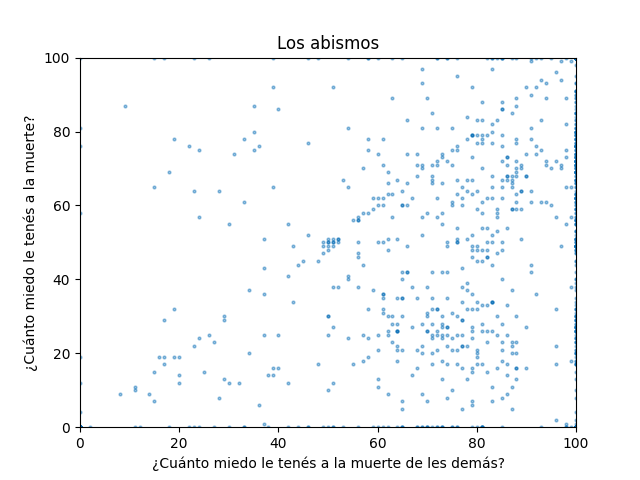 Los abismos
100
80
60
40
20
0
¿Cuánto miedo le tenés a la muerte?
0 20 40 60 80 100
¿Cuánto miedo le tenés a la muerte de les demás?